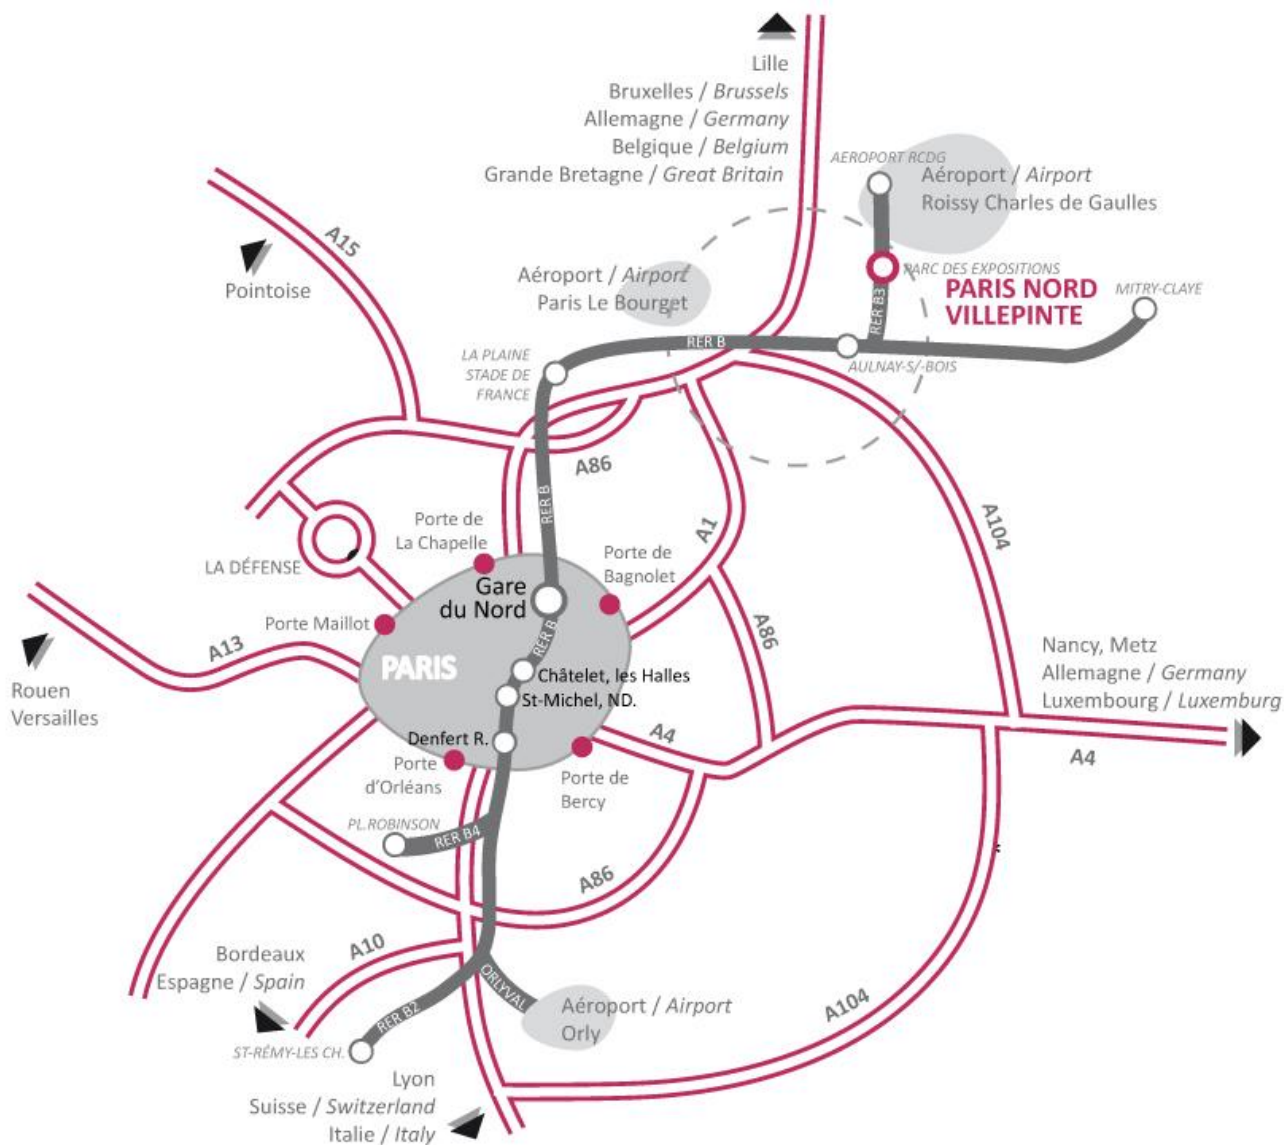 Lille
Bruxelles / Brussels
Allemagne / Germany
Belgique / Belgium
Grande Bretagne / Great Britain
AEROPORT RCDG
Aéroport / Airport
Roissy Charles de Gaulles
A15
Pointoise
Aéroport / Airport
Paris Le Bourget
PARC DES EXPOSITIONS
PARIS NORD
VILLEPINTE
MITRY-CLAYE
RER B3
RER B
LA PLAINE
STADE DE
FRANCE
AULNAY-S/-BOIS
A86
RER B
A1
A104
Porte de
La Chapelle
Porte de
Bagnolet
LA DÉFENSE
Gare
du Nord
Porte Maillot
RER B
A86
A13
PARIS
Châtelet, les Halles
St-Michel, ND.
Rouen
Versailles
Nancy, Metz
Allemagne / Germany
Luxembourg / Luxemburg
A4
A4
Denfert R.
Porte
d'Orléans
Porte de
Bercy
PL.ROBINSON
RER B4
A86
A10
Bordeaux
Espagne / Spain
ORLYVAL
Aéroport / Airport
Orly
A104
RER B2
ST-RÉMY-LES CH.
Lyon
Suisse / Switzerland
Italie / Italy